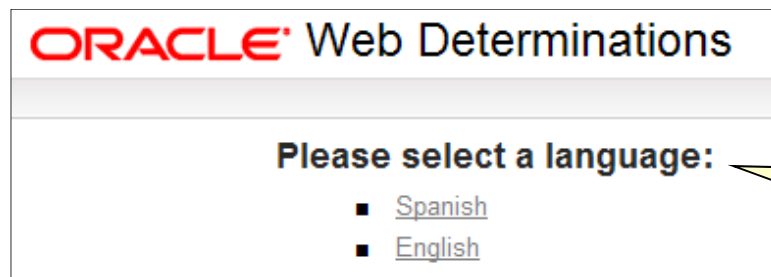 ORACLE Web Determinations
Please select a language:
Spanish
English